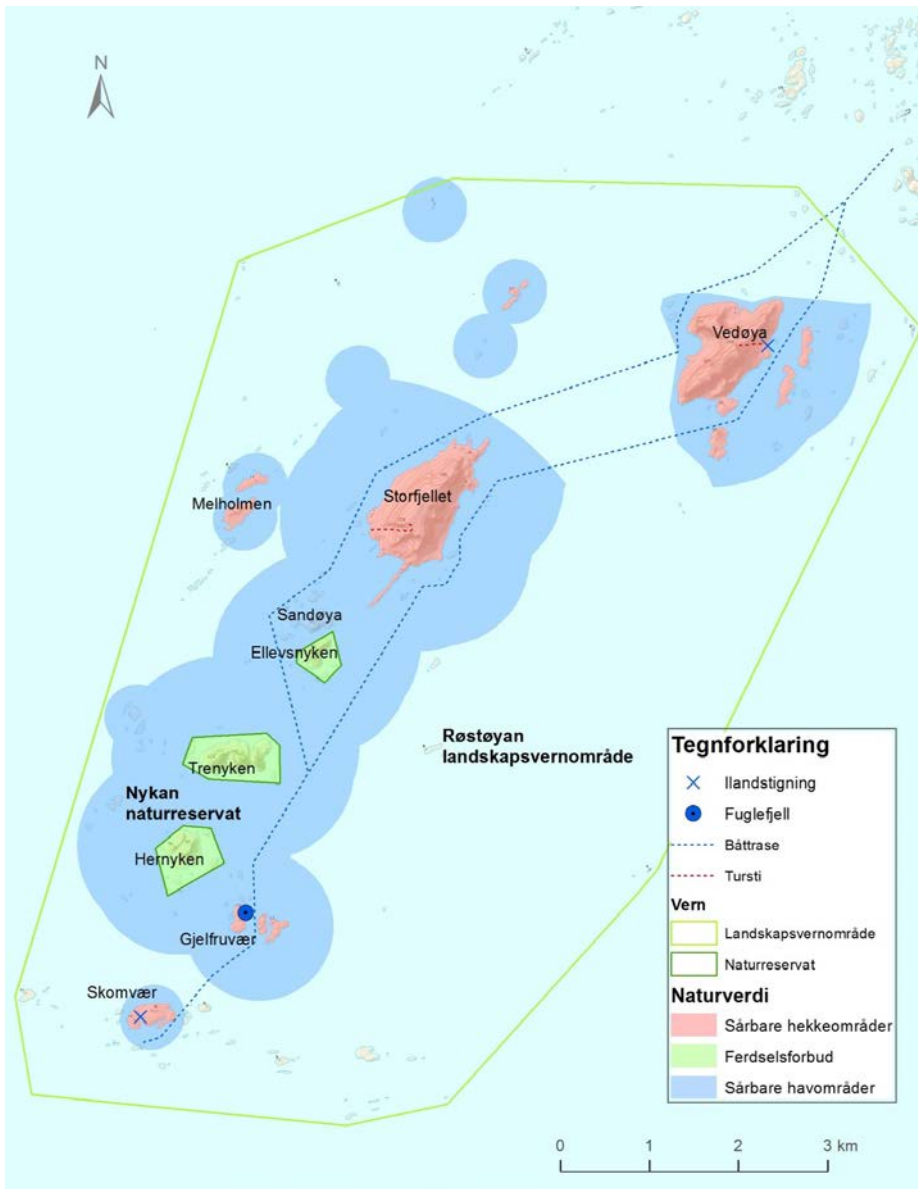 N
Vedøya
Melholmen
Storfjellet
Sandøya
Ellevsnyken
Røstøyan
landskapsvernområde
Trenyken
Nykan
naturreservat
Hernyken
Gjelfruvær
Skomvær
Tegnforklaring
Ilandstigning
Fuglefjell
Båttrase
Tursti
Vern
Landskapsvernområde
Naturreservat
Naturverdi
Sårbare hekkeområder
Ferdselsforbud
Sårbare havområder
0 1 2 3 km